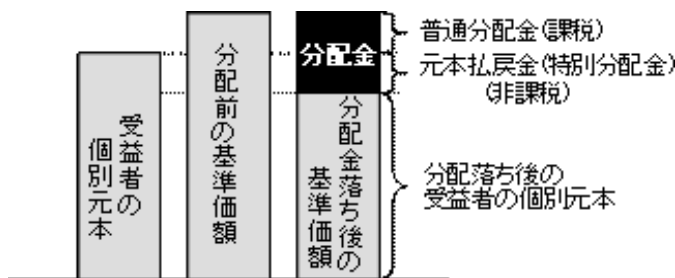 受益者の
個別元本
分配前の基準価額
分配金
分配金落ち後の
基準価額
普通分配金(課税)
元本払戻金(特別分配金)
(非課税)
分配落ち後の
受益者の個別元本